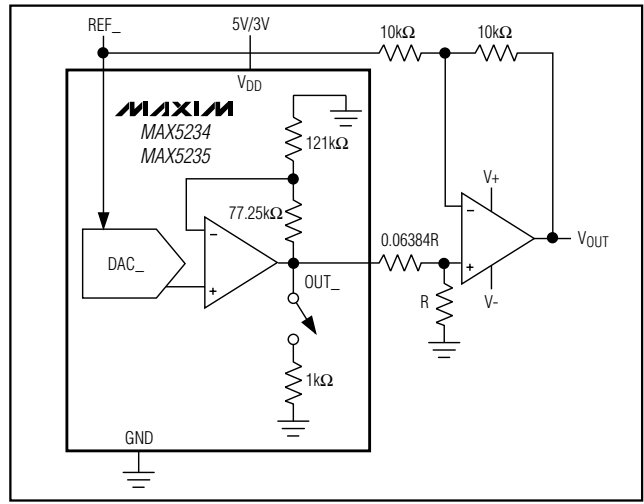 REF_
5V/3V
10kΩ
10kΩ
VDD
MAXIM
MAX5234
MAX5235
121kΩ
77.25kΩ
V+
−
−
0.06384R
VOUT
DAC_
+
OUT_
+
R
V-
1kΩ
GND